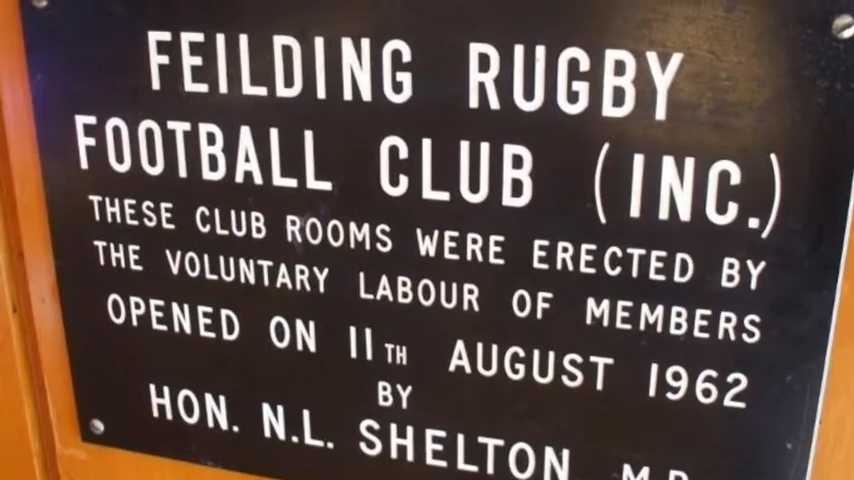 FEILDING RUGBY
FOOTBALL CLUB (INC.)
THESE CLUB ROOMS WERE ERECTED BY
THE VOLUNTARY LABOUR OF MEMBERS
OPENED ON 11TH AUGUST 1962
BY
HON. N.L. SHELTON